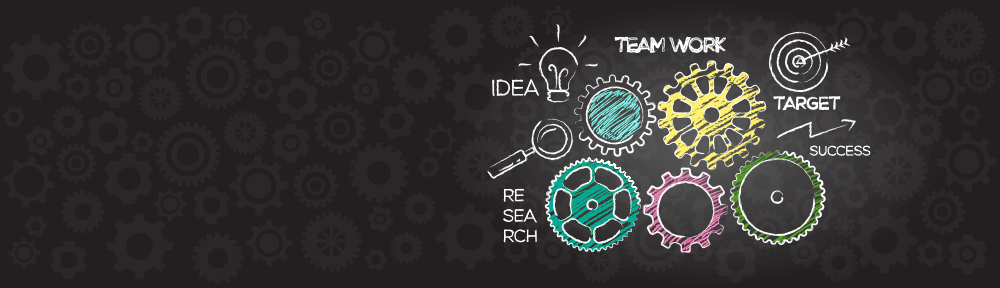 TEAM WORK
IDEA
TARGET
SUCCESS
RE
SEA
RCH